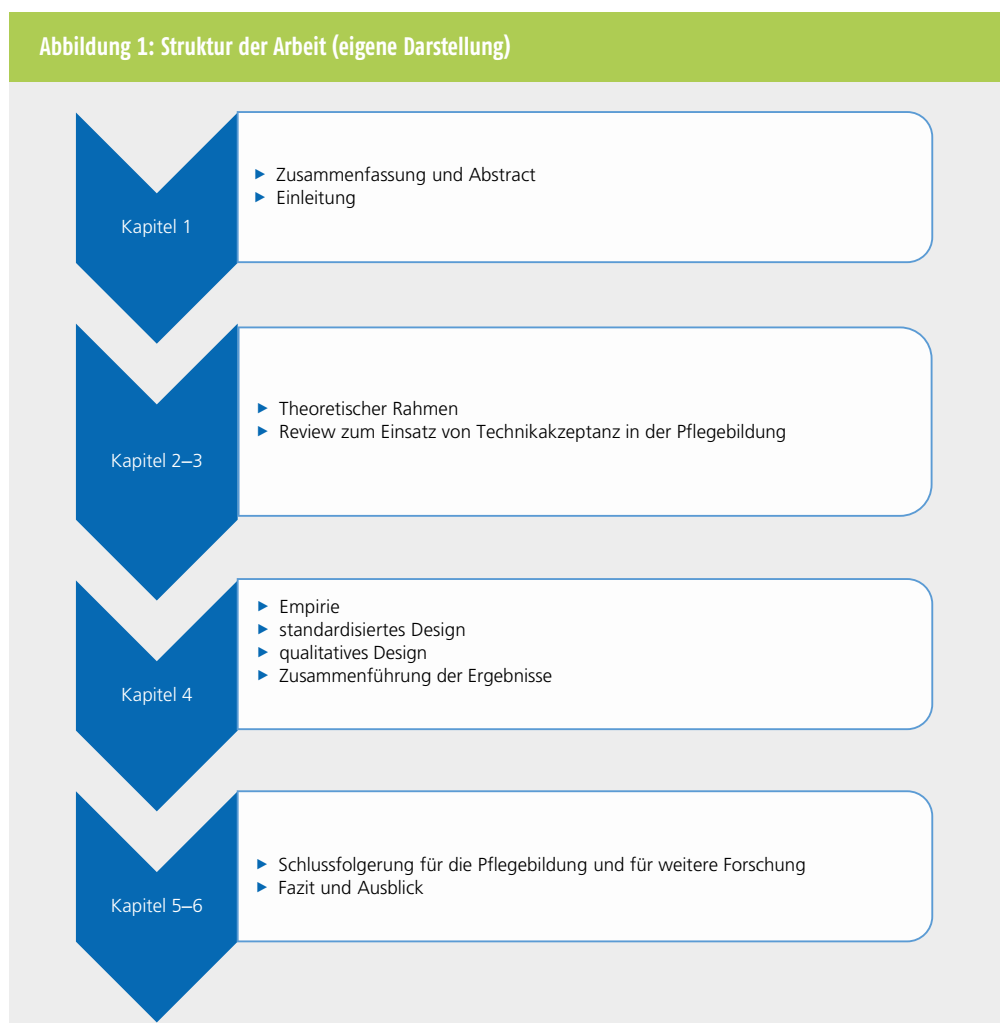 Abbildung 1: Struktur der Arbeit (eigene Darstellung)
Kapitel 1
▶ Zusammenfassung und Abstract
▶ Einleitung
Kapitel 2–3
▶ Theoretischer Rahmen
▶ Review zum Einsatz von Technikakzeptanz in der Pflegebildung
Kapitel 4
▶ Empirie
▶ standardisiertes Design
▶ qualitatives Design
▶ Zusammenführung der Ergebnisse
Kapitel 5–6
▶ Schlussfolgerung für die Pflegebildung und für weitere Forschung
▶ Fazit und Ausblick